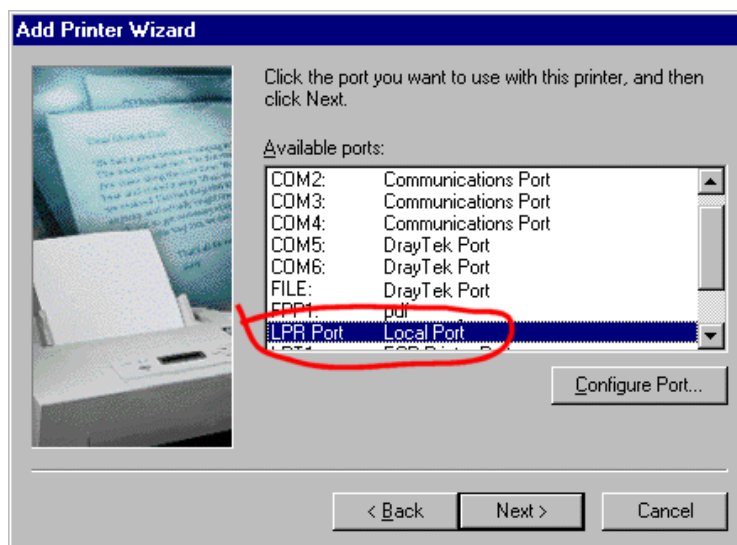 Add Printer Wizard
Click the port you want to use with this printer, and then
click Next.
Available ports:
COM2: Communications Port
COM3: Communications Port
COM4: Communications Port
COM5: DrayTek Port
COM6: DrayTek Port
FILE: DrayTek Port
FPP1: pdf
LPR Port Local Port
Configure Port...
< Back Next > Cancel